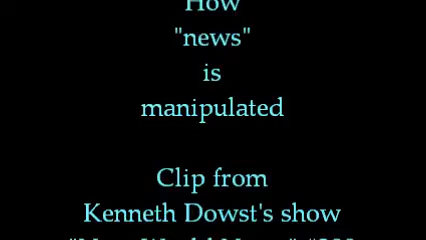 How
"news"
is
manipulated
Clip from
Kenneth Dowst's show